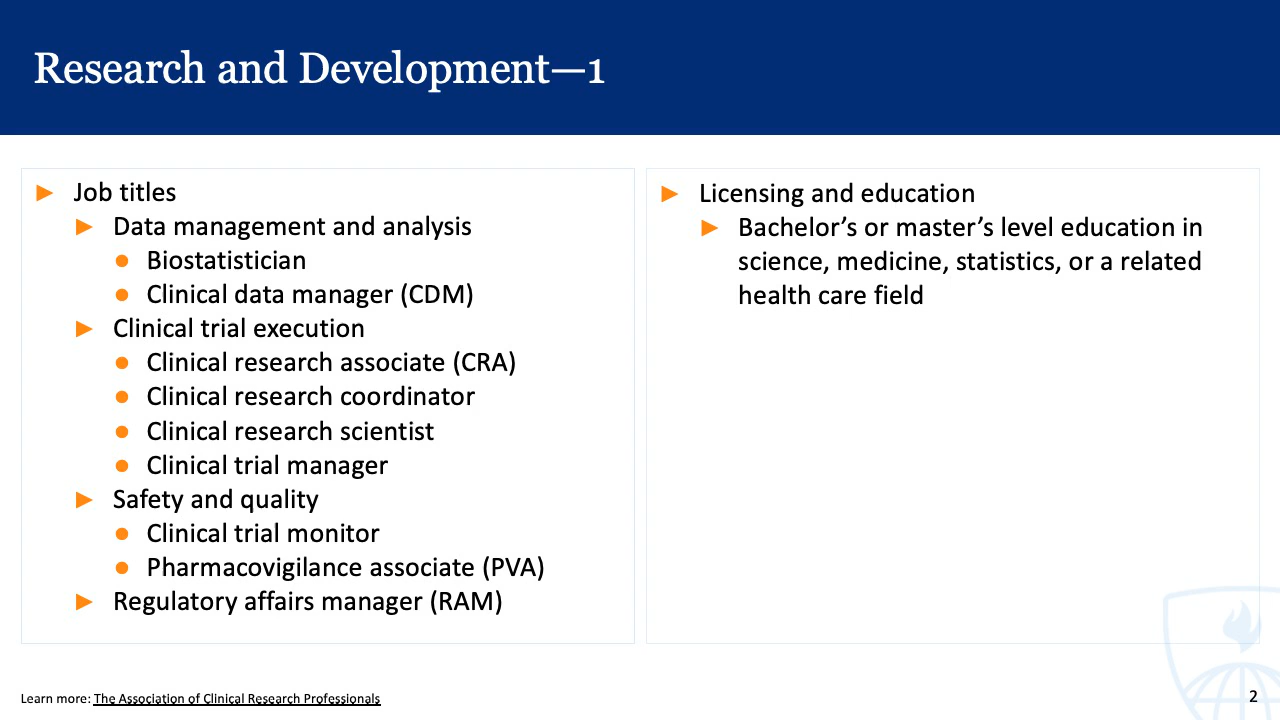 Research and Development—1
Job titles
Data management and analysis
Biostatistician
Clinical data manager (CDM)
Clinical trial execution
Clinical research associate (CRA)
Clinical research coordinator
Clinical research scientist
Clinical trial manager
Safety and quality
Clinical trial monitor
Pharmacovigilance associate (PVA)
Regulatory affairs manager (RAM)
Licensing and education
Bachelor’s or master’s level education in
science, medicine, statistics, or a related
health care field
Learn more: The Association of Clinical Research Professionals
2